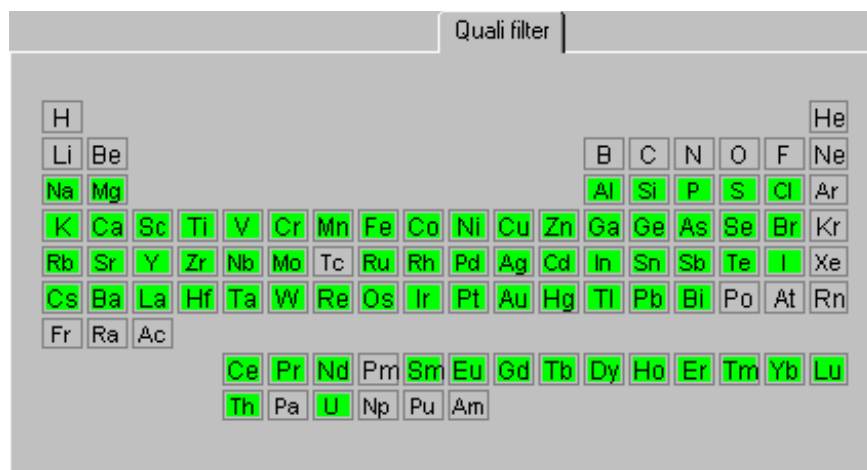 Quali filter
H He
Li Be B C N O F Ne
Na Mg Al Si P S Cl Ar
K Ca Sc Ti V Cr Mn Fe Co Ni Cu Zn Ga Ge As Se Br Kr
Rb Sr Y Zr Nb Mo Tc Ru Rh Pd Ag Cd In Sn Sb Te I Xe
Cs Ba La Hf Ta W Re Os Ir Pt Au Hg Tl Pb Bi Po At Rn
Fr Ra Ac
Ce Pr Nd Pm Sm Eu Gd Tb Dy Ho Er Tm Yb Lu
Th Pa U Np Pu Am